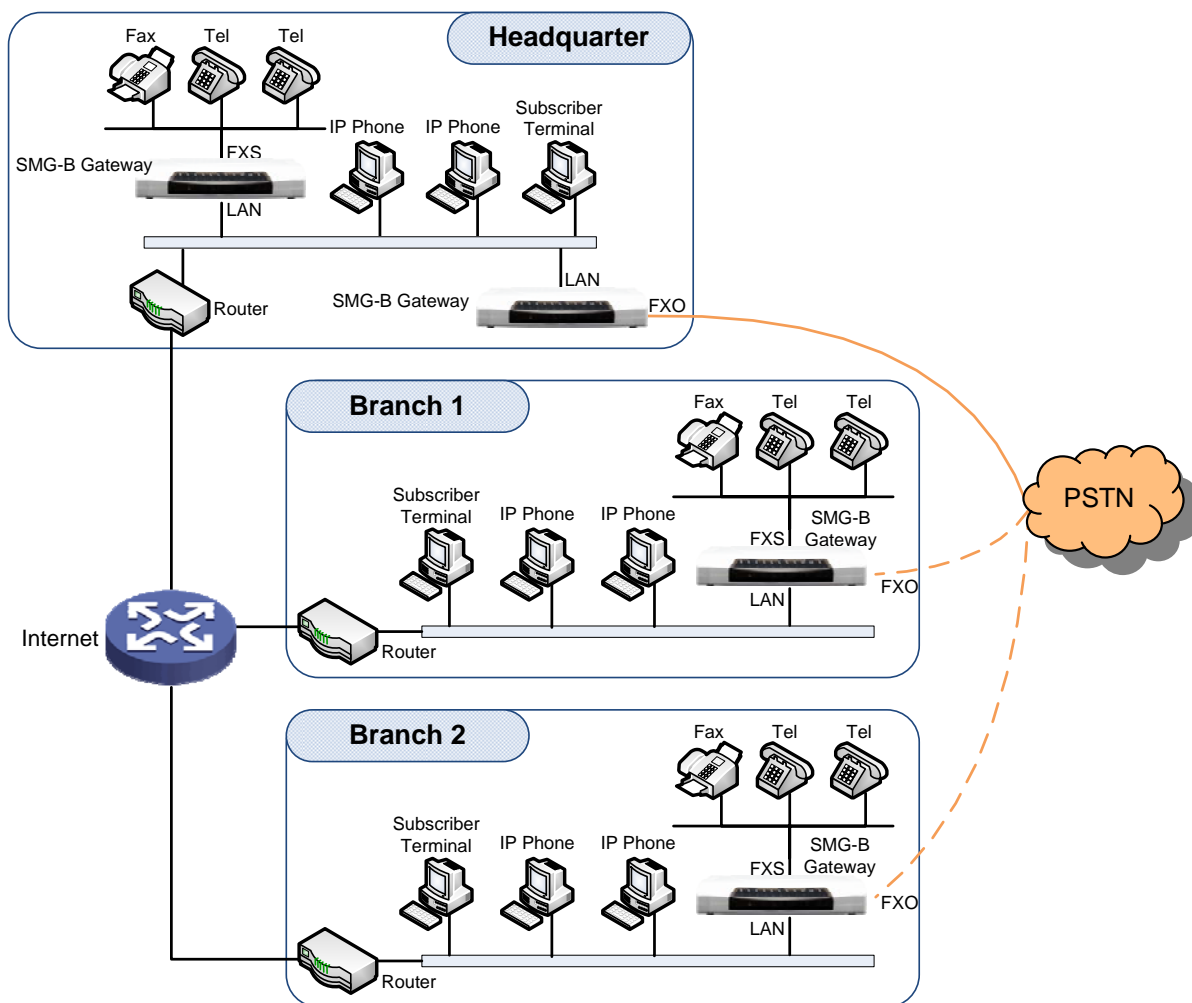 Headquarter
Fax
Tel
Tel
IP Phone
IP Phone
Subscriber
Terminal
SMG-B Gateway
FXS
LAN
Router
SMG-B Gateway
LAN
FXO
Branch 1
Fax
Tel
Tel
Subscriber
Terminal
IP Phone
IP Phone
FXS
SMG-B
Gateway
LAN
FXO
Router
PSTN
Internet
Branch 2
Fax
Tel
Tel
Subscriber
Terminal
IP Phone
IP Phone
FXS
SMG-B
Gateway
LAN
FXO
Router